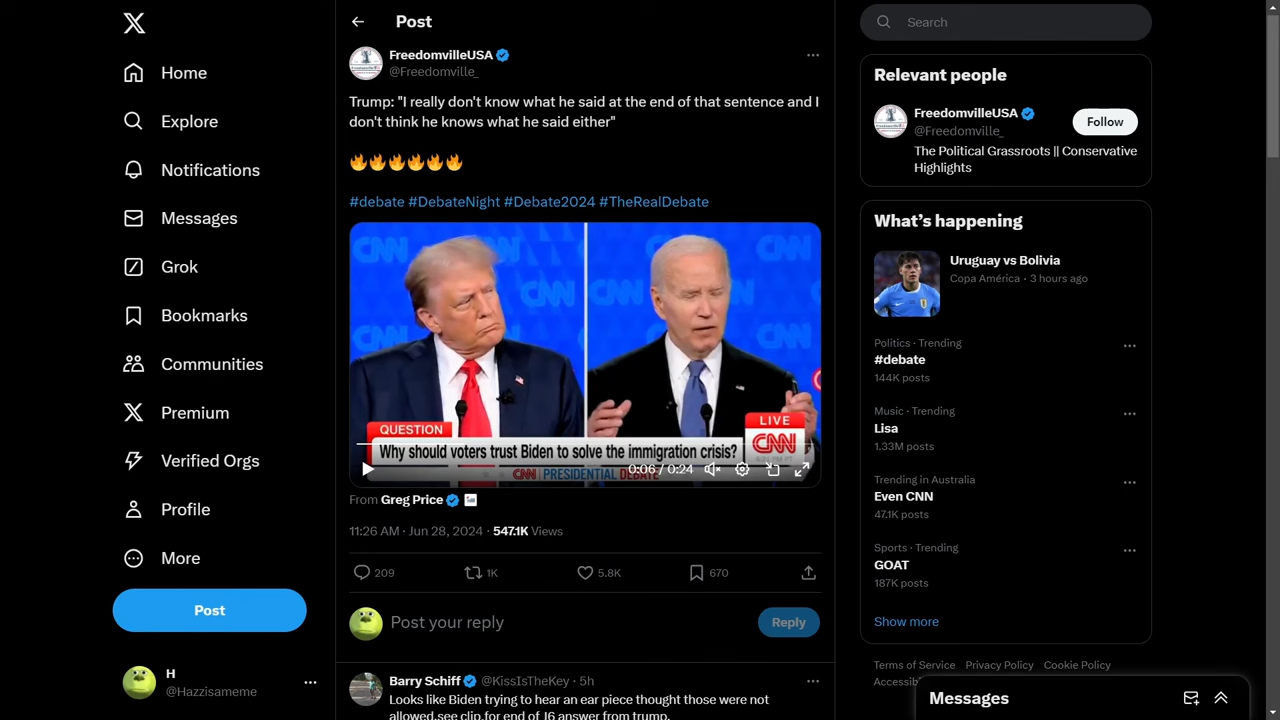 Post
Search
Home
Explore
Notifications
Messages
Grok
Bookmarks
Communities
Premium
Verified Orgs
Profile
More
Post
H
@Hazzisameme
FreedomvilleUSA
@Freedomville_
Trump: "I really don't know what he said at the end of that sentence and I
don't think he knows what he said either"
#debate #DebateNight #Debate2024 #TheRealDebate
CNN
QUESTION
Why should voters trust Biden to solve the immigration crisis?
LIVE
CNN
CNN PRESIDENTIAL DEBATE
0:06 / 0:24
From Greg Price
11:26 AM · Jun 28, 2024 · 547.1K Views
209
1K
5.8K
670
Post your reply
Reply
Barry Schiff @KissIsTheKey · 5h
Looks like Biden trying to hear an ear piece thought those were not
allowed.see clip.for end of J6 answer from trump.
Relevant people
FreedomvilleUSA
@Freedomville_
Follow
The Political Grassroots || Conservative
Highlights
What's happening
Uruguay vs Bolivia
Copa América · 3 hours ago
Politics · Trending
#debate
144K posts
Music · Trending
Lisa
1.33M posts
Trending in Australia
Even CNN
47.1K posts
Sports · Trending
GOAT
187K posts
Show more
Terms of Service Privacy Policy Cookie Policy
Messages